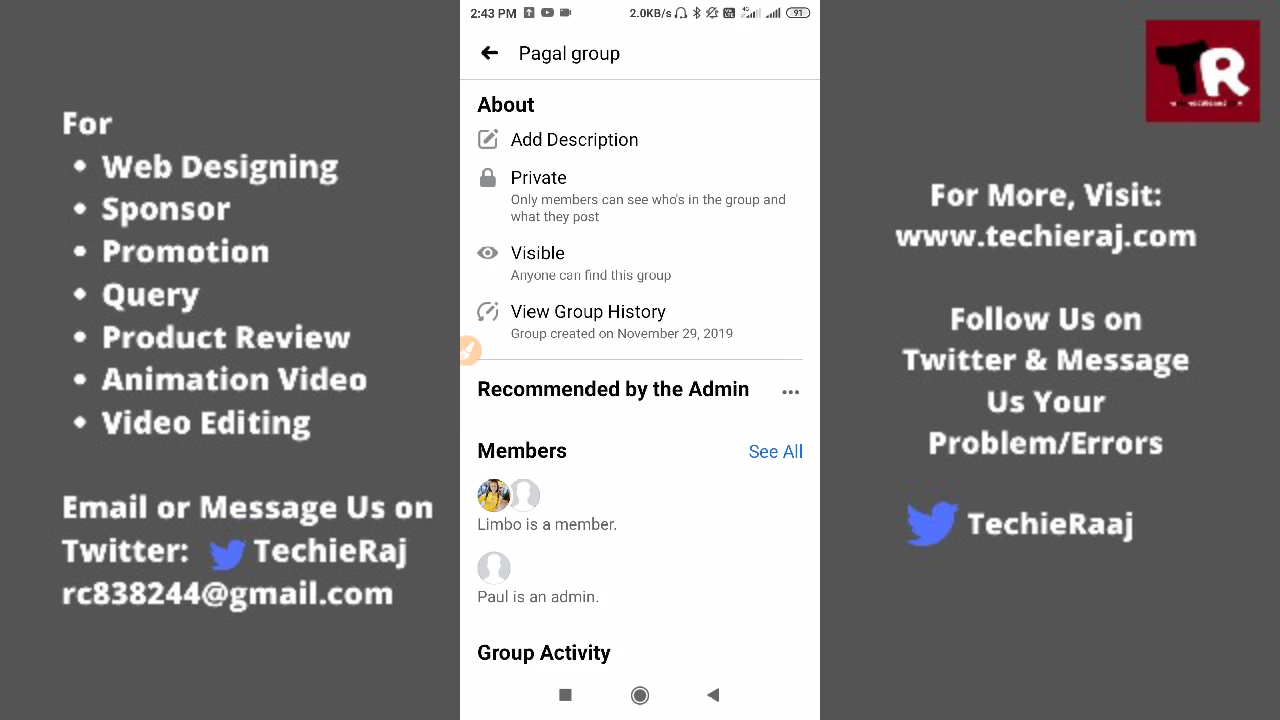 For
• Web Designing
• Sponsor
• Promotion
• Query
• Product Review
• Animation Video
• Video Editing
Email or Message Us on
Twitter: TechieRaj
rc838244@gmail.com
2:43 PM
2.0KB/s
4G
91
Pagal group
About
Add Description
Private
Only members can see who's in the group and
what they post
Visible
Anyone can find this group
View Group History
Group created on November 29, 2019
Recommended by the Admin
Members
See All
Limbo is a member.
Paul is an admin.
Group Activity
TR
For More, Visit:
www.techieraj.com
Follow Us on
Twitter & Message
Us Your
Problem/Errors
TechieRaaj